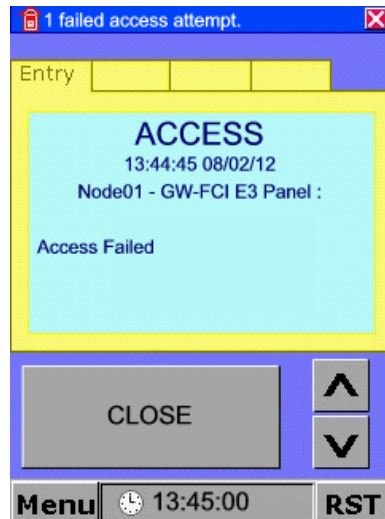 1 failed access attempt.
Entry
ACCESS
13:44:45 08/02/12
Node01 - GW-FCI E3 Panel :
Access Failed
CLOSE
Menu 13:45:00 RST